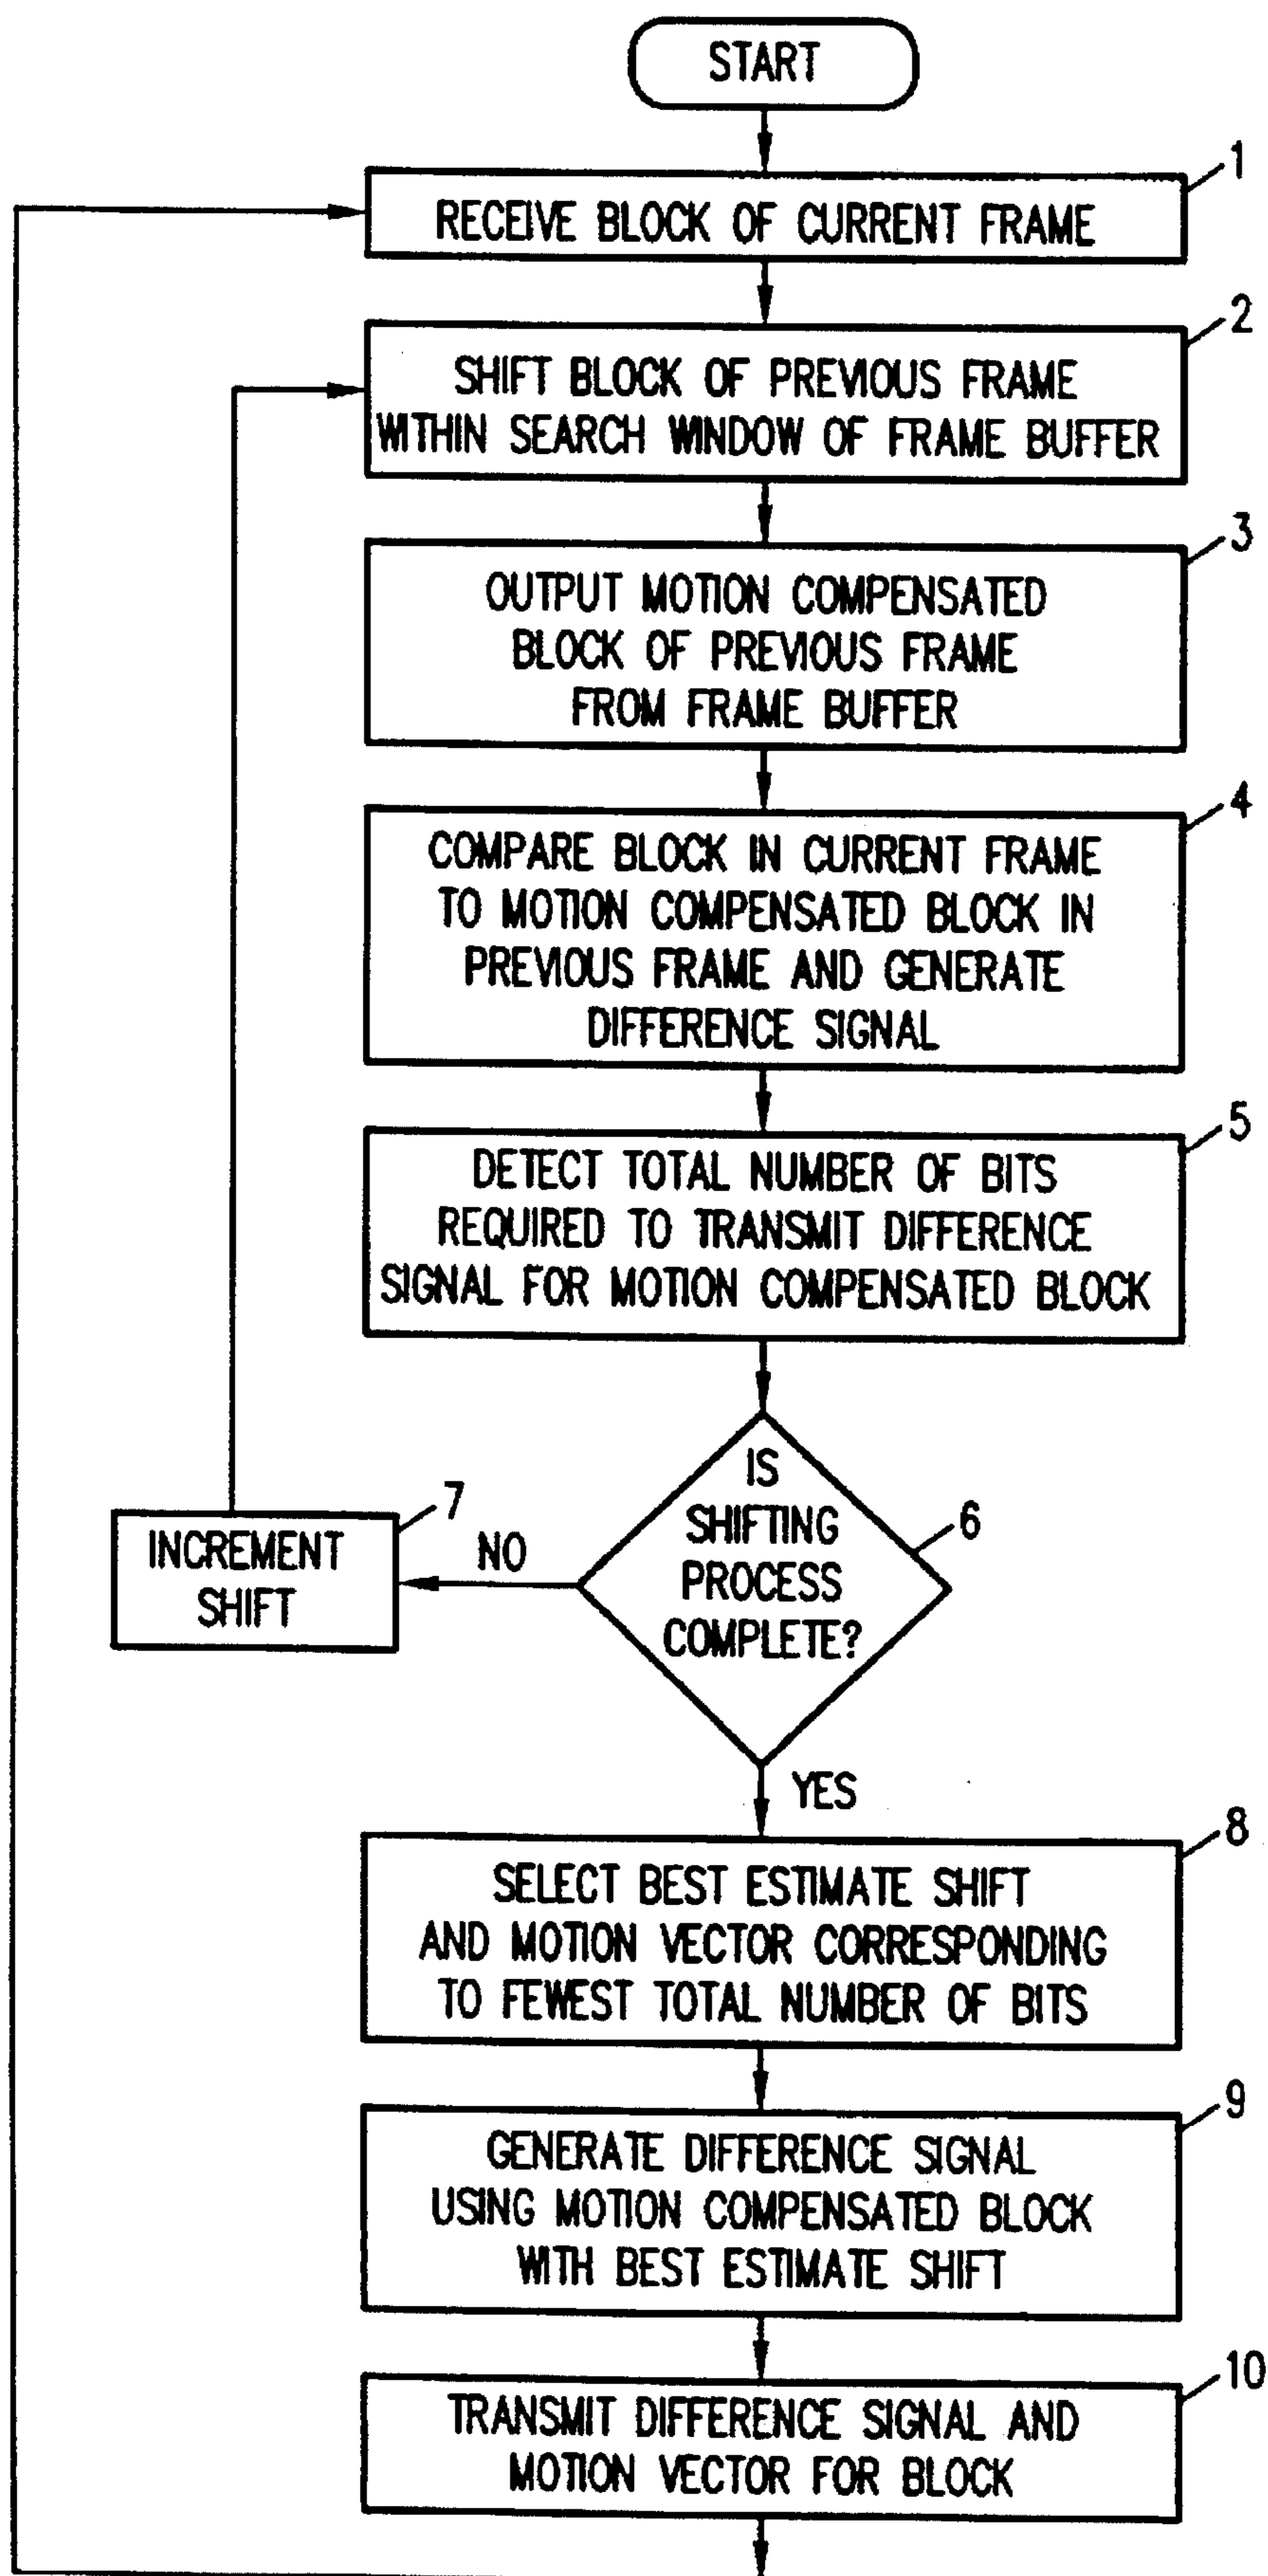 START
1
RECEIVE BLOCK OF CURRENT FRAME
2
SHIFT BLOCK OF PREVIOUS FRAME
WITHIN SEARCH WINDOW OF FRAME BUFFER
3
OUTPUT MOTION COMPENSATED
BLOCK OF PREVIOUS FRAME
FROM FRAME BUFFER
4
COMPARE BLOCK IN CURRENT FRAME
TO MOTION COMPENSATED BLOCK IN
PREVIOUS FRAME AND GENERATE
DIFFERENCE SIGNAL
5
DETECT TOTAL NUMBER OF BITS
REQUIRED TO TRANSMIT DIFFERENCE
SIGNAL FOR MOTION COMPENSATED BLOCK
6
IS
SHIFTING
PROCESS
COMPLETE?
NO
7
INCREMENT
SHIFT
YES
8
SELECT BEST ESTIMATE SHIFT
AND MOTION VECTOR CORRESPONDING
TO FEWEST TOTAL NUMBER OF BITS
9
GENERATE DIFFERENCE SIGNAL
USING MOTION COMPENSATED BLOCK
WITH BEST ESTIMATE SHIFT
10
TRANSMIT DIFFERENCE SIGNAL AND
MOTION VECTOR FOR BLOCK